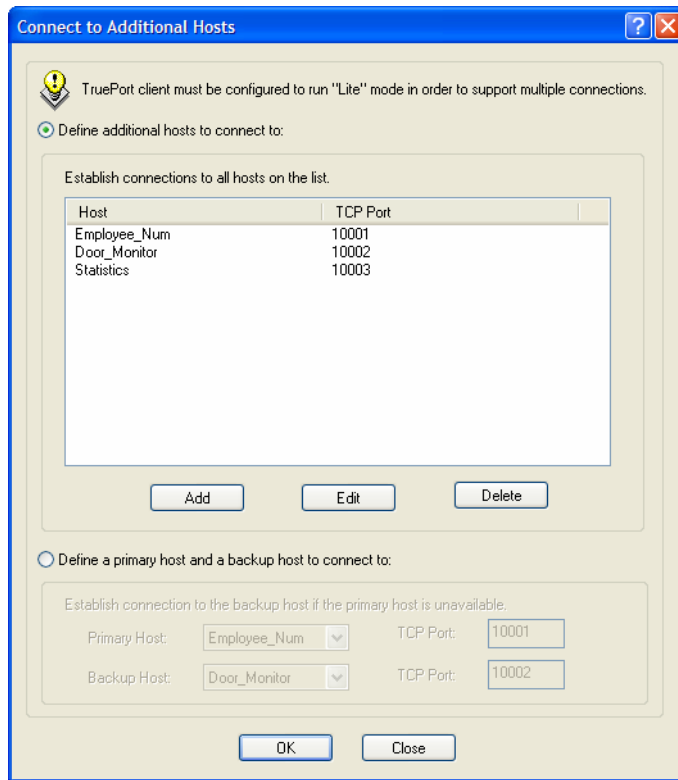 Connect to Additional Hosts
TruePort client must be configured to run "Lite" mode in order to support multiple connections.
Define additional hosts to connect to:
Establish connections to all hosts on the list.
Host TCP Port
Employee_Num 10001
Door_Monitor 10002
Statistics 10003
Add Edit Delete
Define a primary host and a backup host to connect to:
Establish connection to the backup host if the primary host is unavailable.
Primary Host: Employee_Num TCP Port: 10001
Backup Host: Door_Monitor TCP Port: 10002
OK Close